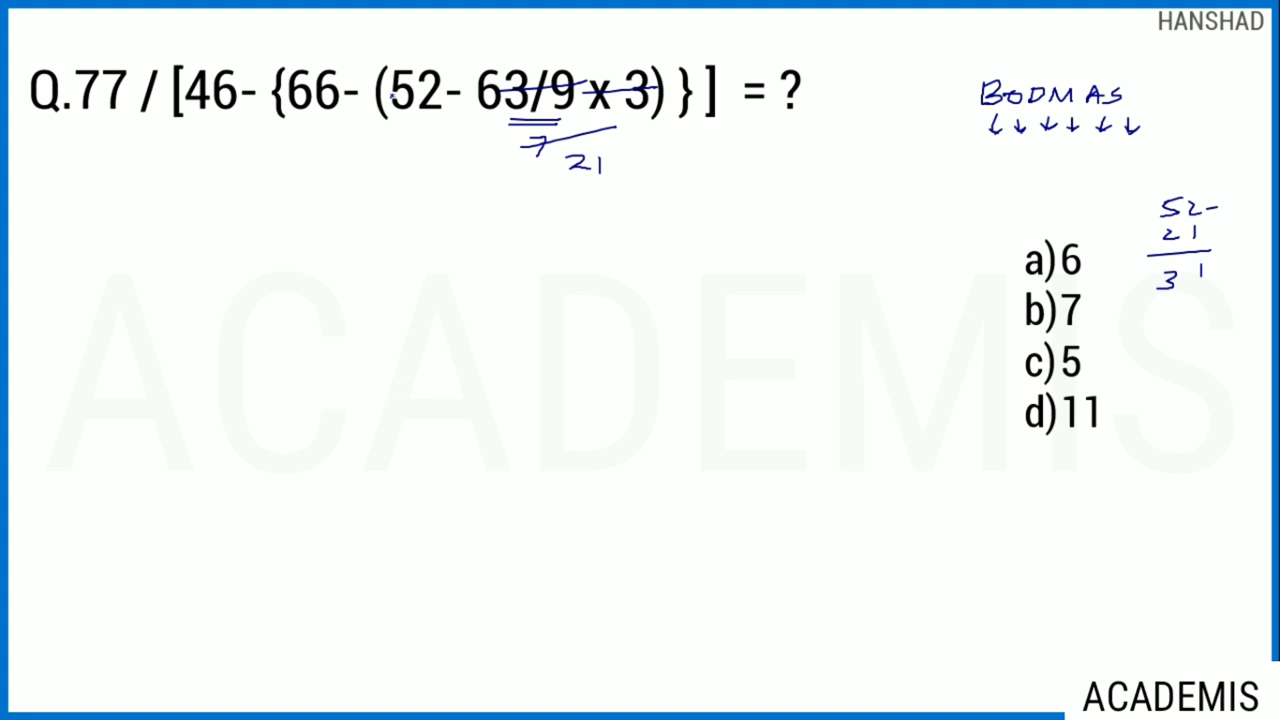 HANSHAD
Q.77 / [46- {66- (52- 63/9 x 3) } ] = ?
BODMAS
7
21
52-
21
31
a)6
b)7
c)5
d)11
ACADEMIS
ACADEMIS